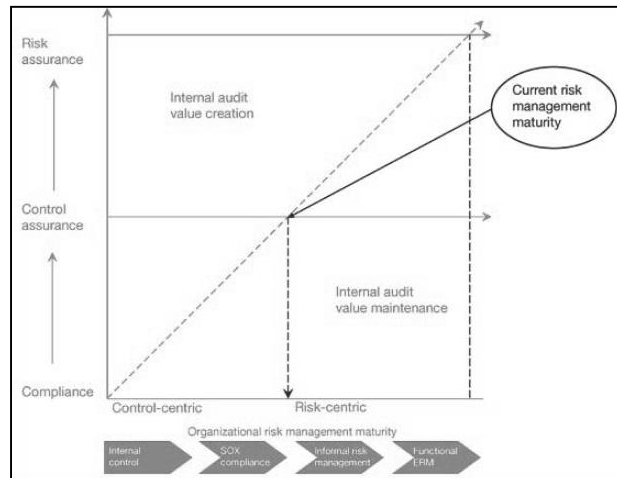 Risk
assurance
Internal audit
value creation
Current risk
management
maturity
Control
assurance
Internal audit
value maintenance
Compliance
Control-centric
Risk-centric
Organizational risk management maturity
Internal
control
SOX
compliance
Informal risk
management
Functional
ERM